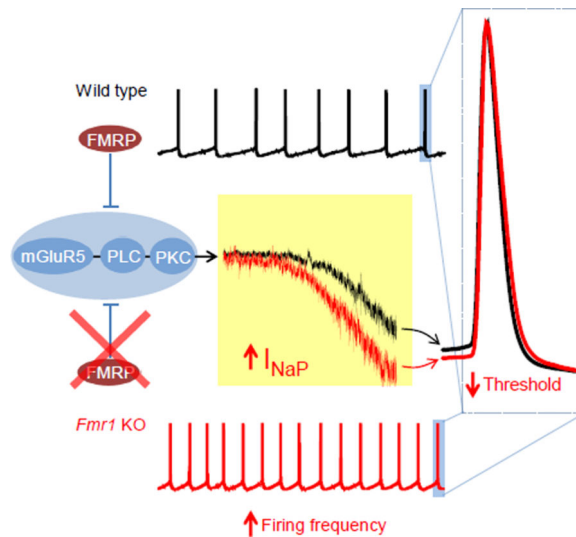 Wild type
FMRP
mGluR5
PLC
PKC
↑ INaP
↓ Threshold
FMRP
Fmr1 KO
↑ Firing frequency